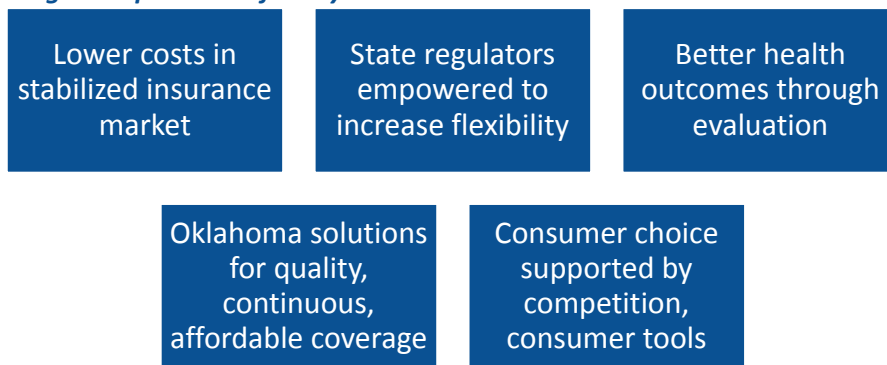 Lower costs in
stabilized insurance
market
State regulators
empowered to
increase flexibility
Better health
outcomes through
evaluation
Oklahoma solutions
for quality,
continuous,
affordable coverage
Consumer choice
supported by
competition,
consumer tools